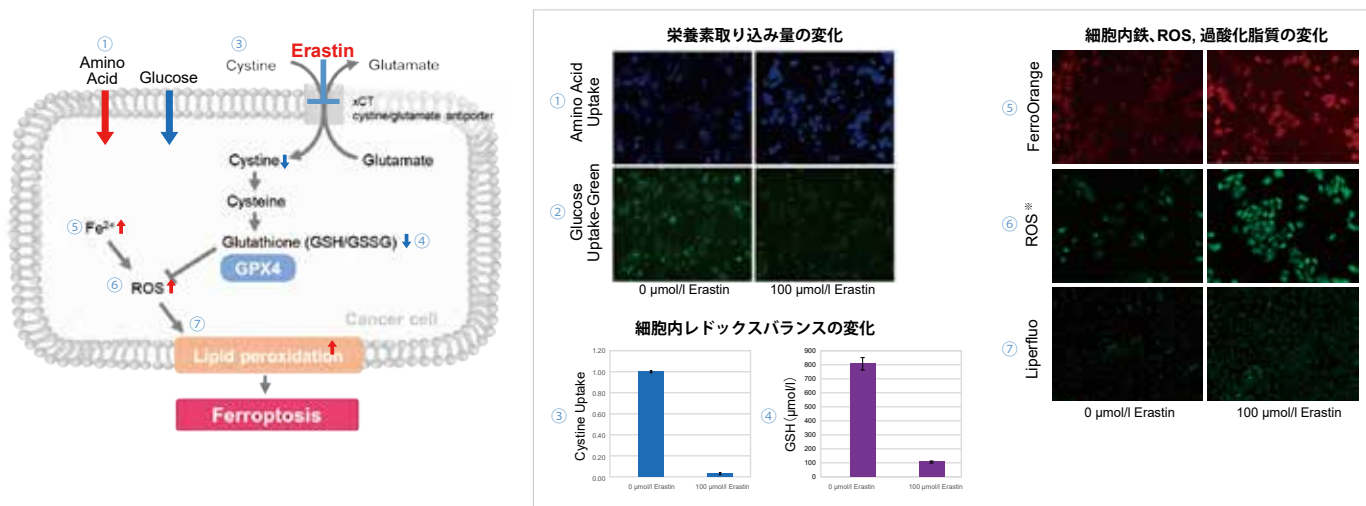 ①
Amino
Acid
Glucose
③
Erastin
Cystine
Glutamate
xCT
cystine/glutamate antiporter
Cystine
Glutamate
Cysteine
⑤ Fe²⁺
Glutathione (GSH/GSSG) ④
GPX4
⑥ ROS
⑦
Cancer cell
Lipid peroxidation
Ferroptosis
栄養素取り込み量の変化
① Amino Acid
Uptake
② Glucose
Uptake-Green
0 μmol/l Erastin
100 μmol/l Erastin
細胞内レドックスバランスの変化
③ Cystine Uptake
1.20
1.00
0.80
0.60
0.40
0.20
0.00
0 μmol/l Erastin
100 μmol/l Erastin
④ GSH (μmol/l)
900
800
700
600
500
400
300
200
100
0
0 μmol/l Erastin
100 μmol/l Erastin
細胞内鉄、ROS, 過酸化脂質の変化
⑤ FerroOrange
⑥ ROS※
⑦ Liperfluo
0 μmol/l Erastin
100 μmol/l Erastin